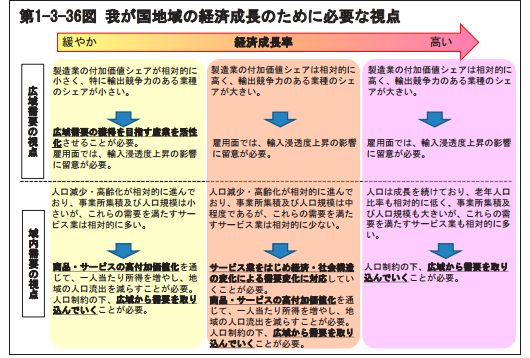 第1-3-36図 我が国地域の経済成長のために必要な視点
緩やか
経済成長率
高い
広域需要の視点
製造業の付加価値シェアが相対的に
小さく、特に輸出競争力のある業種
のシェアが小さい。
広域需要の獲得を目指す産業を活性
化させることが必要。
雇用面では、輸入浸透度上昇の影響
に留意が必要。
製造業の付加価値シェアは相対的に
高く、輸出競争力のある業種のシェ
アが大きい。
雇用面では、輸入浸透度上昇の影響
に留意が必要。
製造業の付加価値シェアは相対的に
高く、輸出競争力のある業種のシェ
アが大きい。
雇用面では、輸入浸透度上昇の影響
に留意が必要。
域内需要の視点
人口減少・高齢化が相対的に進んで
おり、事業所集積及び人口規模は小
さいが、これらの需要を満たすサー
ビス業は相対的に多い。
商品・サービスの高付加価値化を通
じて、一人当たり所得を増やし、地
域の人口流出を減らすことが必要。
人口制約の下、広域から需要を取り
込んでいくことが必要。
人口減少・高齢化が相対的に進んで
おり、事業所集積及び人口規模は中
程度であるが、これらの需要を満た
すサービス業は相対的に少ない。
サービス業をはじめ経済・社会構造
の変化による需要変化に対応してい
くことが必要。
商品・サービスの高付加価値化を通
じて、一人当たり所得を増やし、地
域の人口流出を減らすことが必要。
人口制約の下、広域から需要を取り
込んでいくことが必要。
人口は成長を続けており、老年人口
比率も相対的に低く、事業所集積及
び人口規模も大きいが、これらの需
要を満たすサービス業も相対的に多
い。
人口制約の下、広域から需要を取り
込んでいくことが必要。